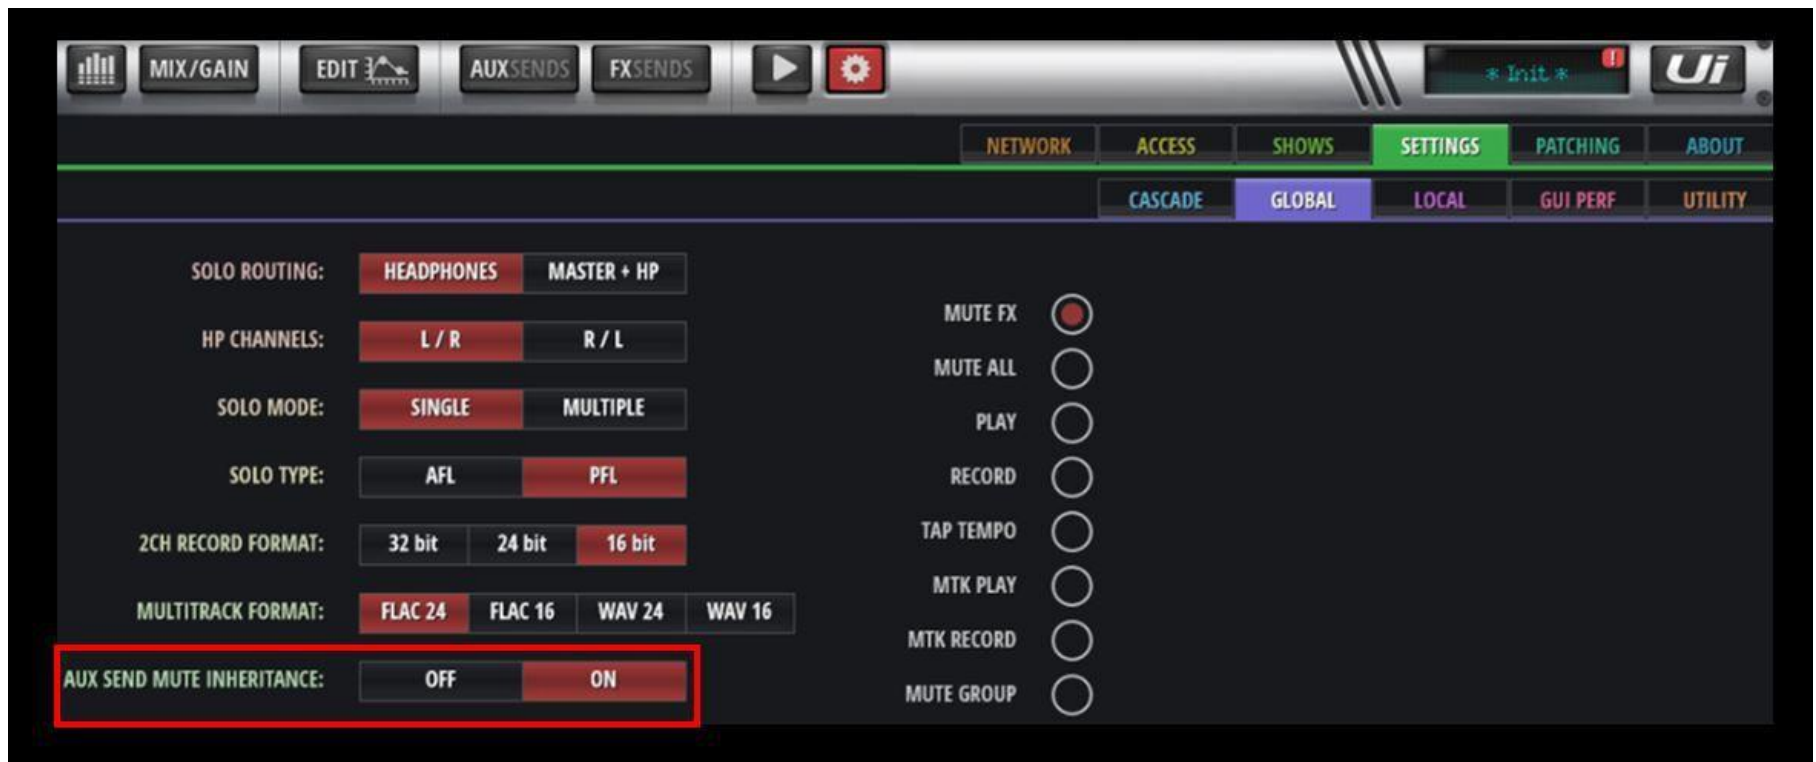 MIX/GAIN EDIT AUXSENDS FXSENDS * Init * ! Ui
NETWORK ACCESS SHOWS SETTINGS PATCHING ABOUT
CASCADE GLOBAL LOCAL GUI PERF UTILITY
SOLO ROUTING: HEADPHONES MASTER + HP
HP CHANNELS: L / R R / L
SOLO MODE: SINGLE MULTIPLE
SOLO TYPE: AFL PFL
2CH RECORD FORMAT: 32 bit 24 bit 16 bit
MULTITRACK FORMAT: FLAC 24 FLAC 16 WAV 24 WAV 16
AUX SEND MUTE INHERITANCE: OFF ON
MUTE FX
MUTE ALL
PLAY
RECORD
TAP TEMPO
MTK PLAY
MTK RECORD
MUTE GROUP